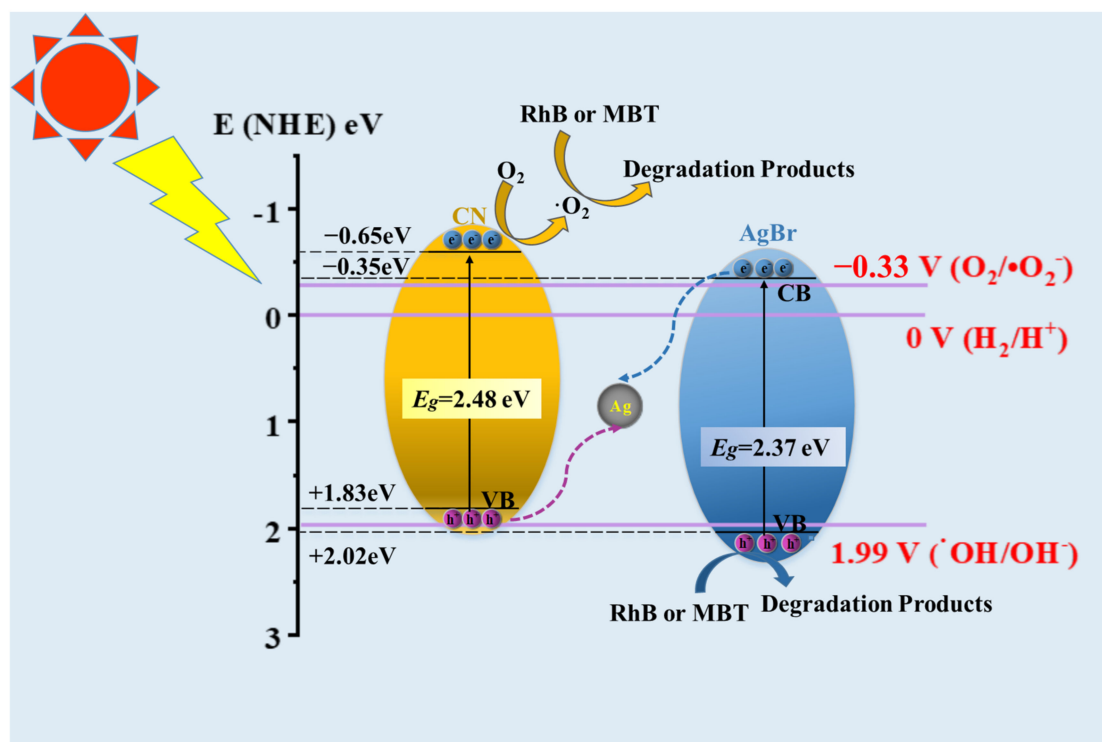 E (NHE) eV
RhB or MBT
O₂
Degradation Products
·O₂
-1
CN
−0.65eV
e⁻ e⁻ e⁻
AgBr
−0.35eV
e⁻ e⁻ e⁻
−0.33 V (O₂/•O₂⁻)
CB
0
0 V (H₂/H⁺)
Eg=2.48 eV
Ag
1
Eg=2.37 eV
+1.83eV
VB
h⁺ h⁺ h⁺
2
VB
+2.02eV
h⁺ h⁺ h⁺
1.99 V (˙OH/OH⁻)
RhB or MBT
Degradation Products
3